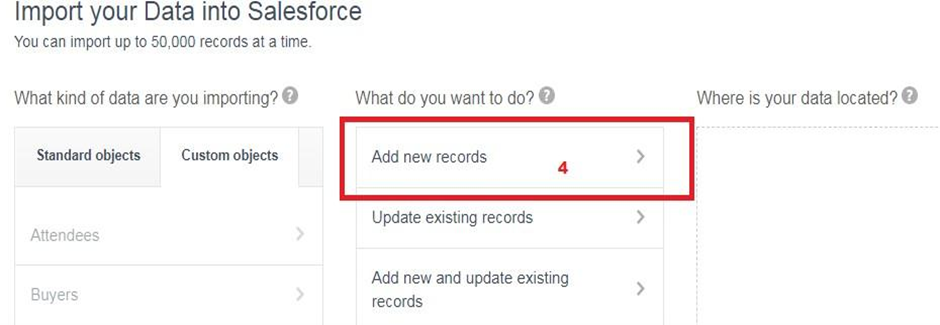 Import your Data into Salesforce
You can import up to 50,000 records at a time.
What kind of data are you importing? ?
What do you want to do? ?
Where is your data located? ?
Standard objects
Custom objects
Attendees
Buyers
Add new records
4
Update existing records
Add new and update existing
records